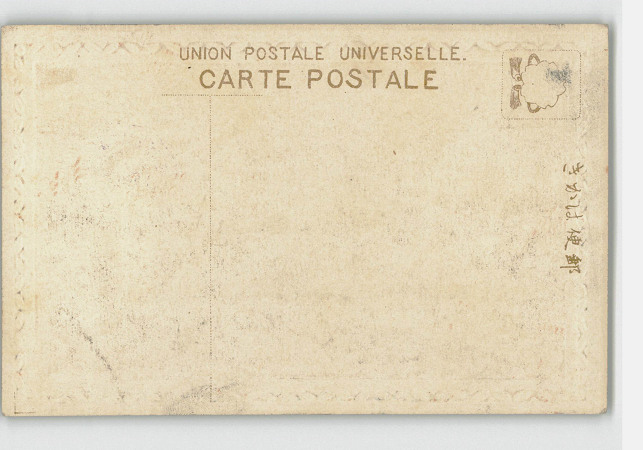 UNION POSTALE UNIVERSELLE.
CARTE POSTALE
きかは便郵